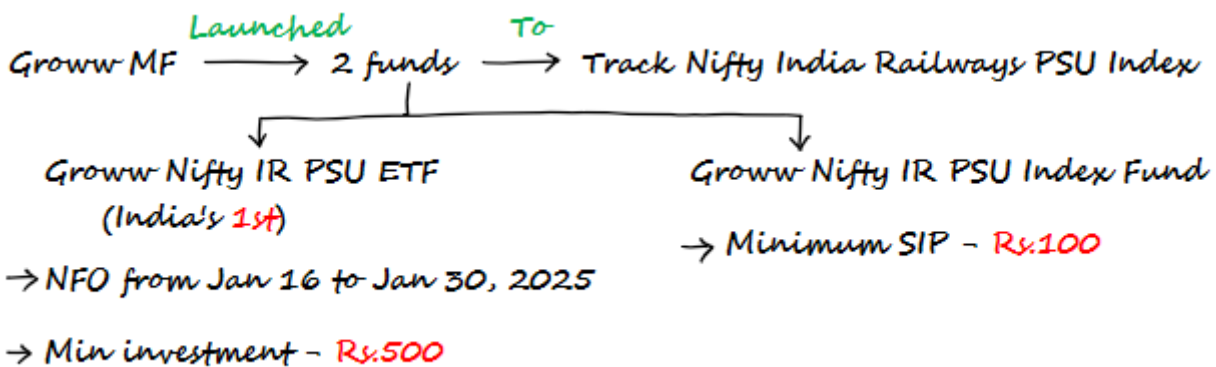 Launched To
Groww MF 2 funds Track Nifty India Railways PSU Index
Groww Nifty IR PSU ETF
(India's 1st)
→ NFO from Jan 16 to Jan 30, 2025
→ Min investment - Rs.500
Groww Nifty IR PSU Index Fund
→ Minimum SIP - Rs.100